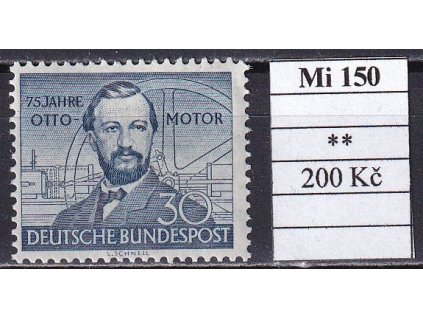 75 JAHRE
OTTO- MOTOR
30
DEUTSCHE BUNDESPOST
L.SCHNELL
Mi 150
**
200 Kč